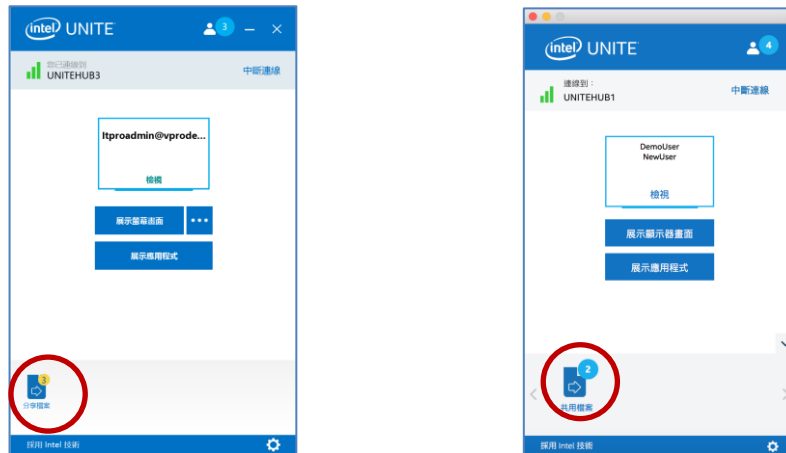 intel UNITE
3
您已連線到
UNITEHUB3
中斷連線
ltproadmin@vprode...
檢視
展示螢幕畫面
展示應用程式
3
分享檔案
採用 Intel 技術
intel UNITE
4
連線到：
UNITEHUB1
中斷連線
DemoUser
NewUser
檢視
展示顯示器畫面
展示應用程式
2
共用檔案
採用 Intel 技術